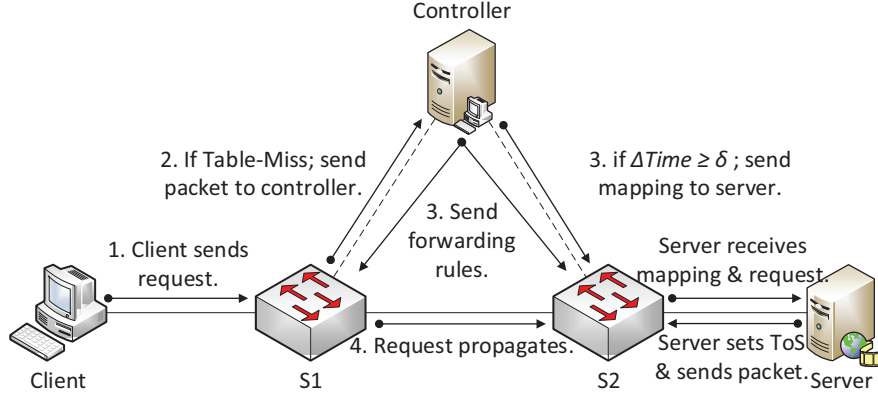 Controller
2. If Table-Miss; send
packet to controller.
3. if ΔTime ≥ δ ; send
mapping to server.
3. Send
forwarding
rules.
1. Client sends
request.
Server receives
mapping & request.
4. Request propagates.
Server sets ToS
& sends packet.
Client
S1
S2
Server